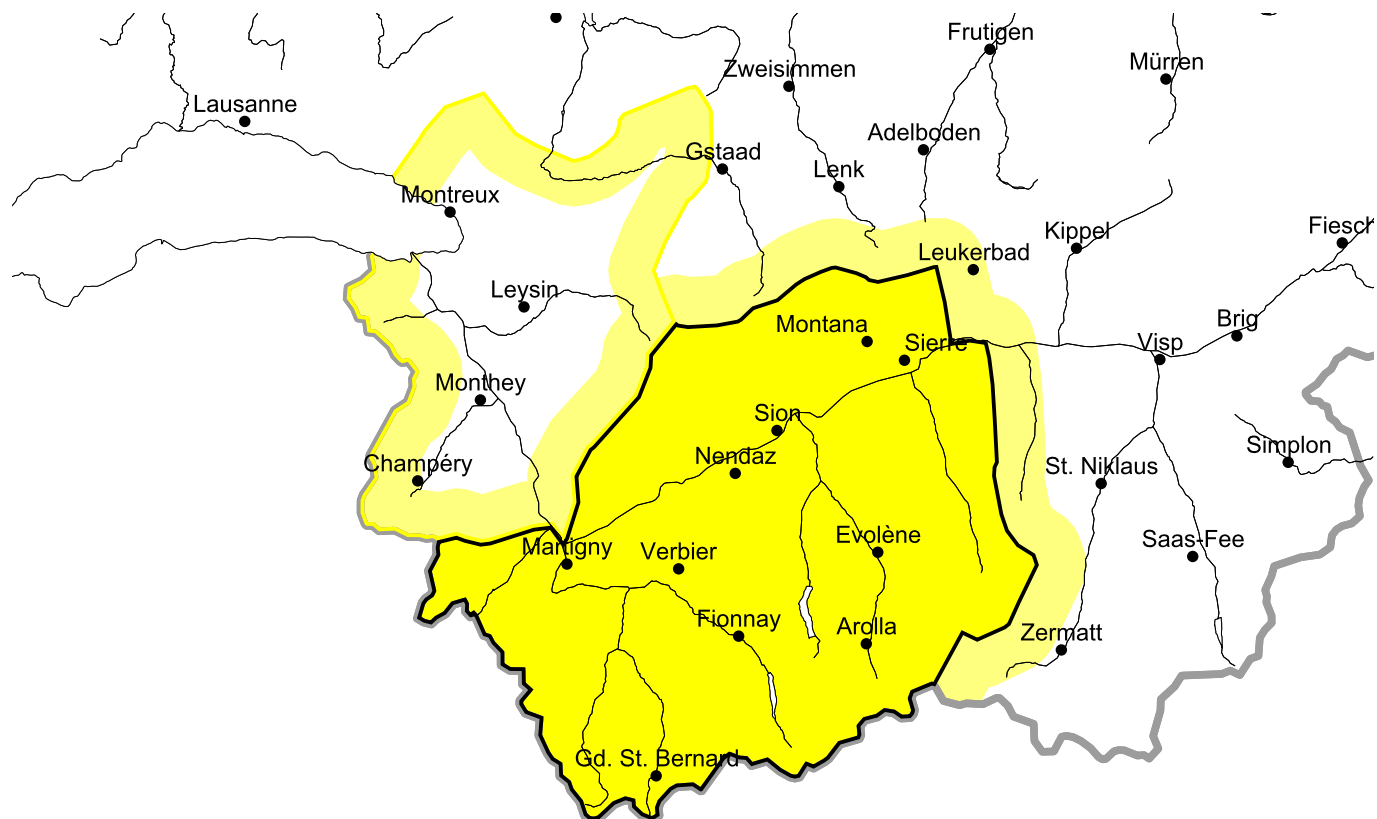 Frutigen
Mürren
Zweisimmen
Lausanne
Adelboden
Gstaad
Lenk
Montreux
Fiesch
Kippel
Leukerbad
Leysin
Brig
Montana
Sierre
Visp
Monthey
Sion
Simplon
Nendaz
Champéry
St. Niklaus
Evolène
Saas-Fee
Martigny
Verbier
Fionnay
Arolla
Zermatt
Gd. St. Bernard